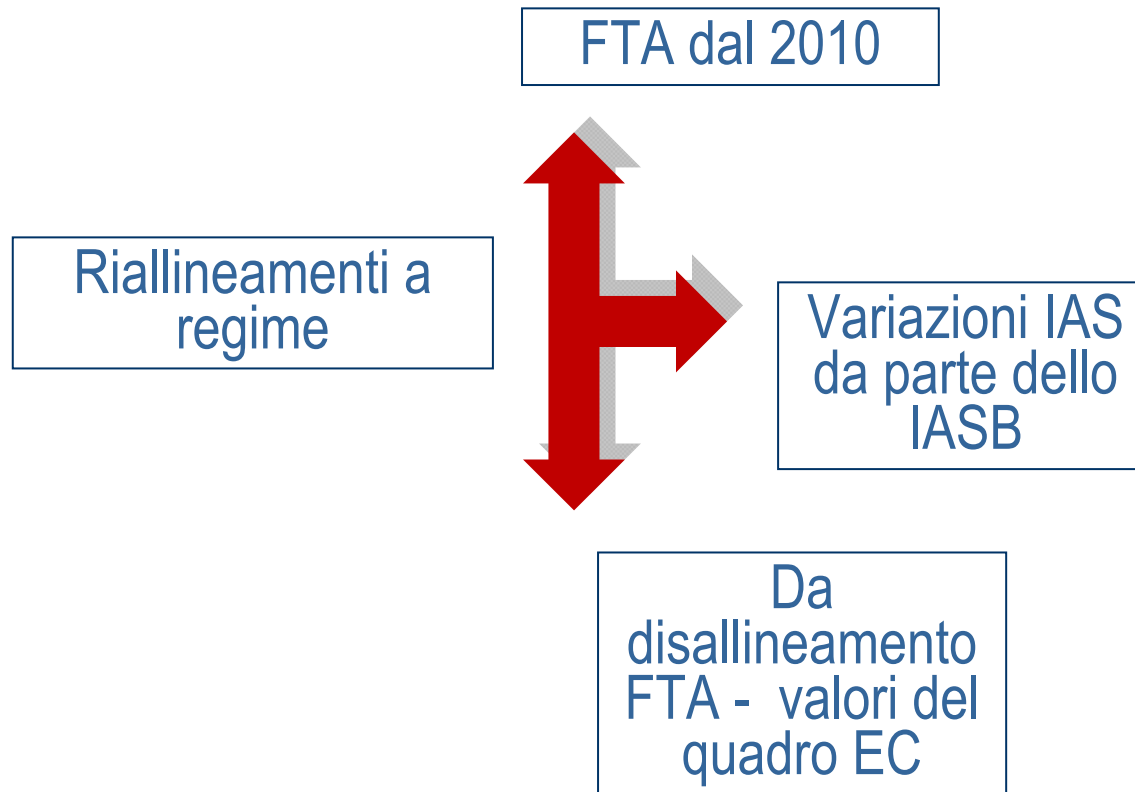 FTA dal 2010
Riallineamenti a
regime
Variazioni IAS
da parte dello
IASB
Da
disallineamento
FTA - valori del
quadro EC